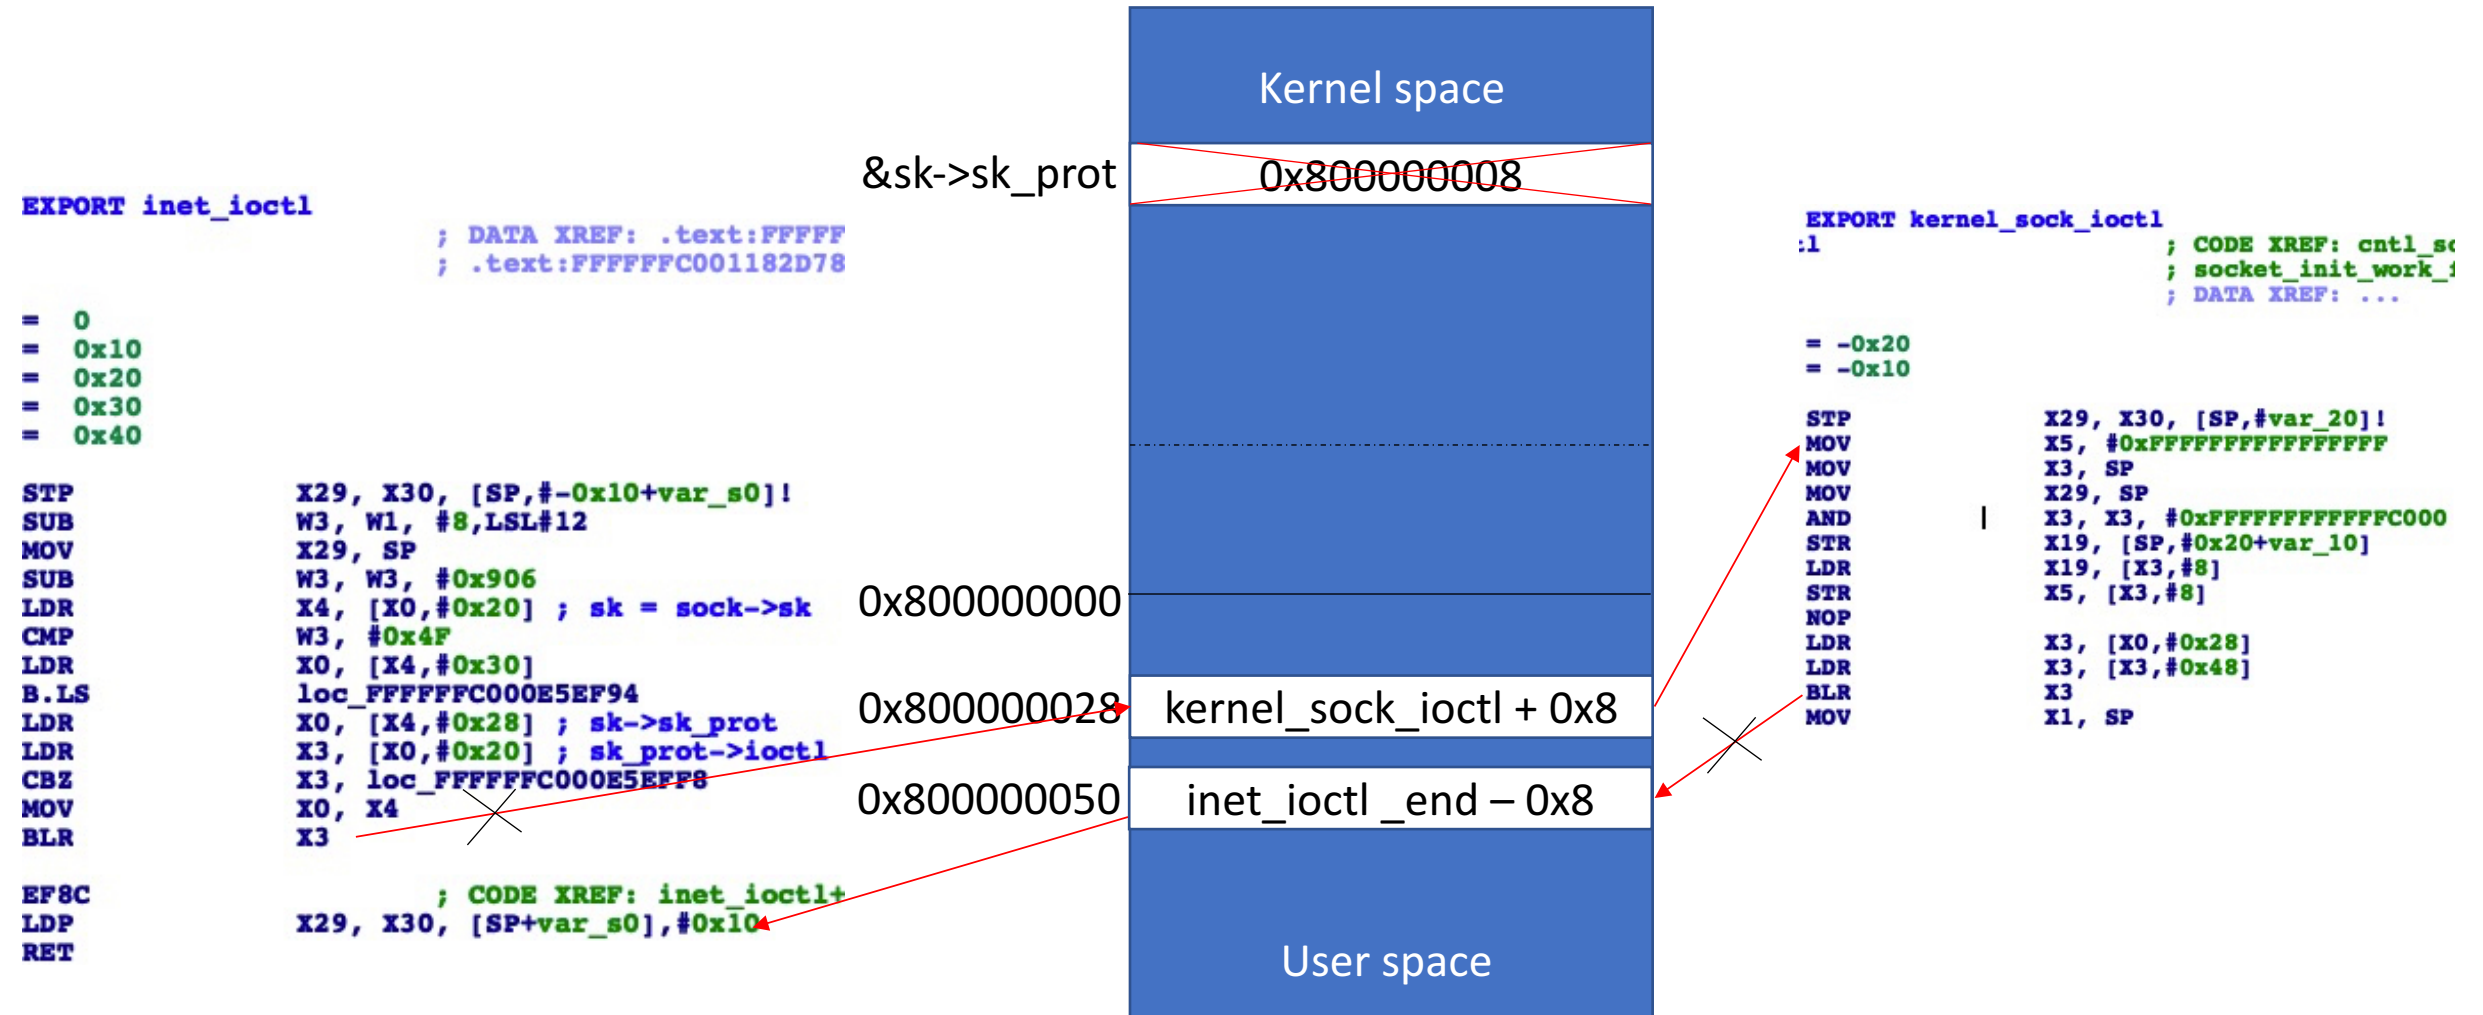 EXPORT inet_ioctl
; DATA XREF: .text:FFFFF
; .text:FFFFFFC001182D78
= 0
= 0x10
= 0x20
= 0x30
= 0x40
STP X29, X30, [SP,#-0x10+var_s0]!
SUB W3, W1, #8,LSL#12
MOV X29, SP
SUB W3, W3, #0x906
LDR X4, [X0,#0x20] ; sk = sock->sk
CMP W3, #0x4F
LDR X0, [X4,#0x30]
B.LS loc_FFFFFFC000E5EF94
LDR X0, [X4,#0x28] ; sk->sk_prot
LDR X3, [X0,#0x20] ; sk_prot->ioctl
CBZ X3, loc_FFFFFFC000E5EFF8
MOV X0, X4
BLR X3
EF8C ; CODE XREF: inet_ioctl+
LDP X29, X30, [SP+var_s0],#0x10
RET
Kernel space
&sk->sk_prot 0x800000008
0x800000000
0x800000028 kernel_sock_ioctl + 0x8
0x800000050 inet_ioctl _end – 0x8
User space
EXPORT kernel_sock_ioctl
:l ; CODE XREF: cntl_so
; socket_init_work_f
; DATA XREF: ...
= -0x20
= -0x10
STP X29, X30, [SP,#var_20]!
MOV X5, #0xFFFFFFFFFFFFFFFF
MOV X3, SP
MOV X29, SP
AND X3, X3, #0xFFFFFFFFFFFFC000
STR X19, [SP,#0x20+var_10]
LDR X19, [X3,#8]
STR X5, [X3,#8]
NOP
LDR X3, [X0,#0x28]
LDR X3, [X3,#0x48]
BLR X3
MOV X1, SP